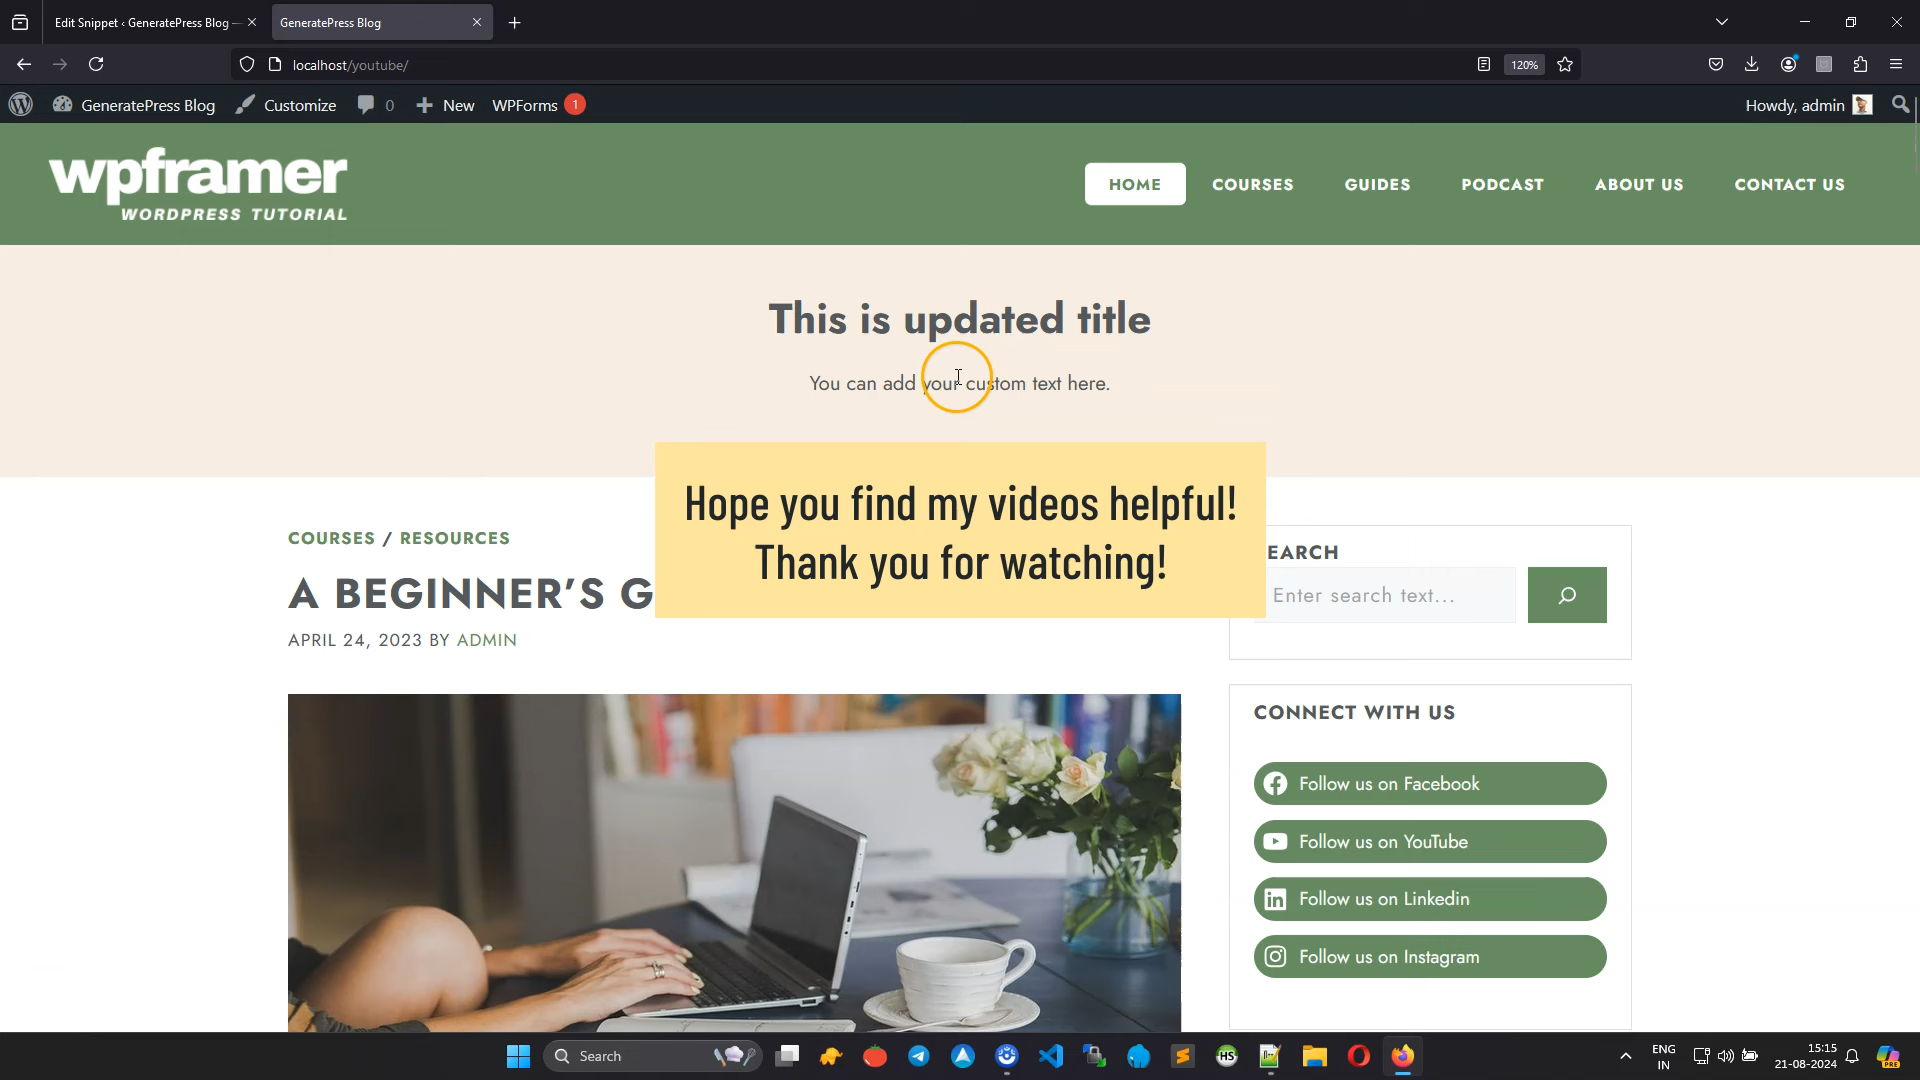 Edit Snippet ‹ GeneratePress Blog —
GeneratePress Blog
localhost/youtube/
120%
GeneratePress Blog
Customize
0
New
WPForms
1
Howdy, admin
wpframer
WORDPRESS TUTORIAL
HOME
COURSES
GUIDES
PODCAST
ABOUT US
CONTACT US
This is updated title
You can add your custom text here.
Hope you find my videos helpful!
Thank you for watching!
COURSES / RESOURCES
A BEGINNER’S G
APRIL 24, 2023 BY ADMIN
EARCH
Enter search text...
CONNECT WITH US
Follow us on Facebook
Follow us on YouTube
Follow us on Linkedin
Follow us on Instagram
Search
HS
ENG
IN
15:15
21-08-2024
PRE